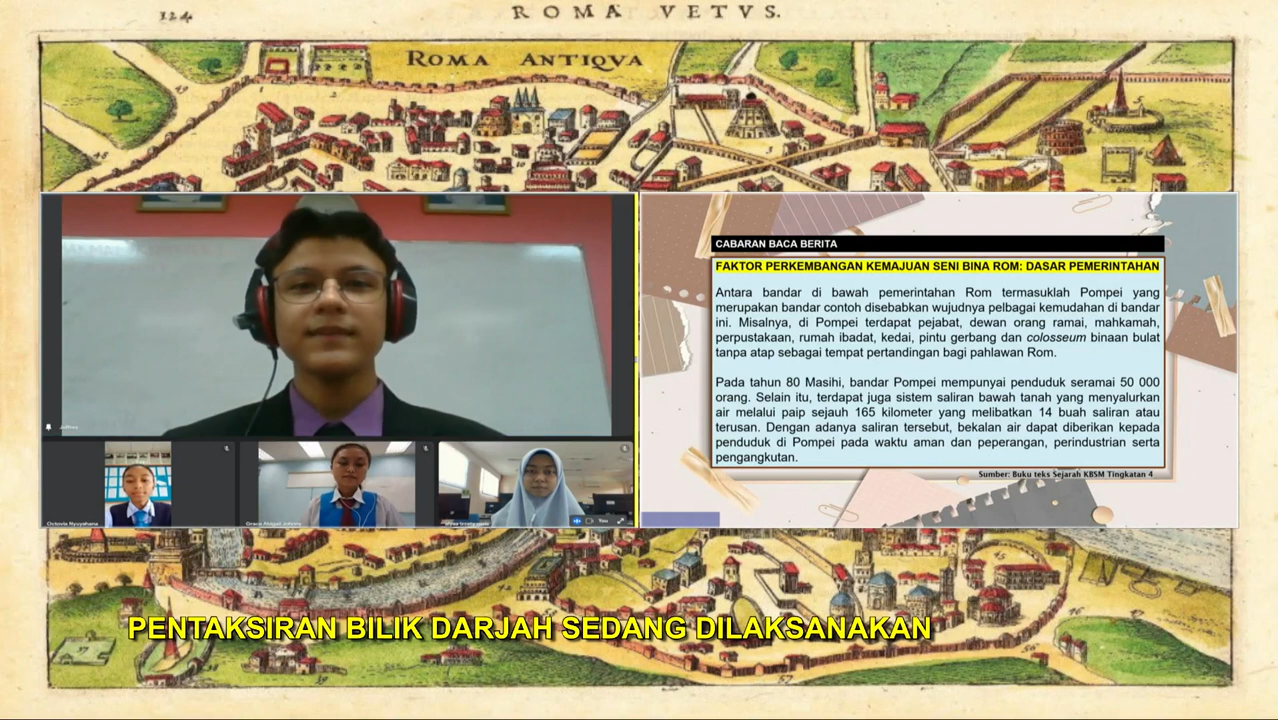 124
ROMA VETVS.
ROMA ANTIQVA
Jeffrey
Octovia Nyuyahana
Grace Abigail Johnny
You
CABARAN BACA BERITA
FAKTOR PERKEMBANGAN KEMAJUAN SENI BINA ROM: DASAR PEMERINTAHAN
Antara bandar di bawah pemerintahan Rom termasuklah Pompei yang
merupakan bandar contoh disebabkan wujudnya pelbagai kemudahan di bandar
ini. Misalnya, di Pompei terdapat pejabat, dewan orang ramai, mahkamah,
perpustakaan, rumah ibadat, kedai, pintu gerbang dan colosseum binaan bulat
tanpa atap sebagai tempat pertandingan bagi pahlawan Rom.
Pada tahun 80 Masihi, bandar Pompei mempunyai penduduk seramai 50 000
orang. Selain itu, terdapat juga sistem saliran bawah tanah yang menyalurkan
air melalui paip sejauh 165 kilometer yang melibatkan 14 buah saliran atau
terusan. Dengan adanya saliran tersebut, bekalan air dapat diberikan kepada
penduduk di Pompei pada waktu aman dan peperangan, perindustrian serta
pengangkutan.
Sumber: Buku teks Sejarah KBSM Tingkatan 4
PENTAKSIRAN BILIK DARJAH SEDANG DILAKSANAKAN